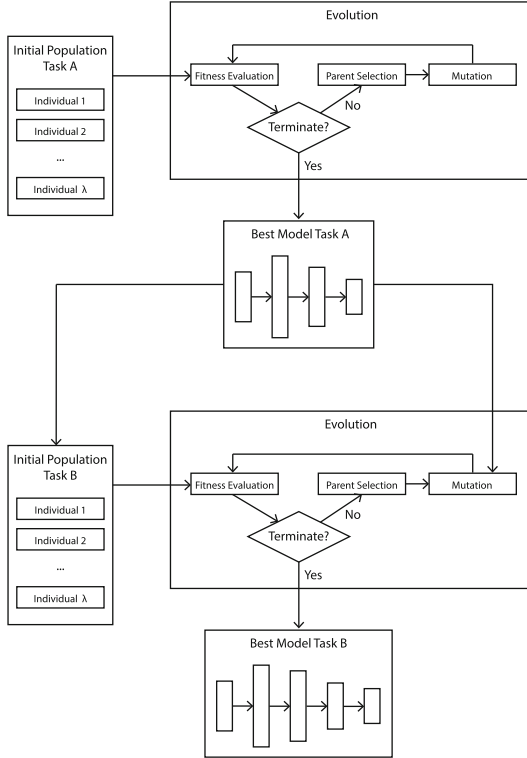 Evolution
Initial Population
Task A
Individual 1
Individual 2
...
Individual λ
Fitness Evaluation
Parent Selection
Mutation
No
Terminate?
Yes
Best Model Task A
Evolution
Initial Population
Task B
Individual 1
Individual 2
...
Individual λ
Fitness Evaluation
Parent Selection
Mutation
No
Terminate?
Yes
Best Model Task B